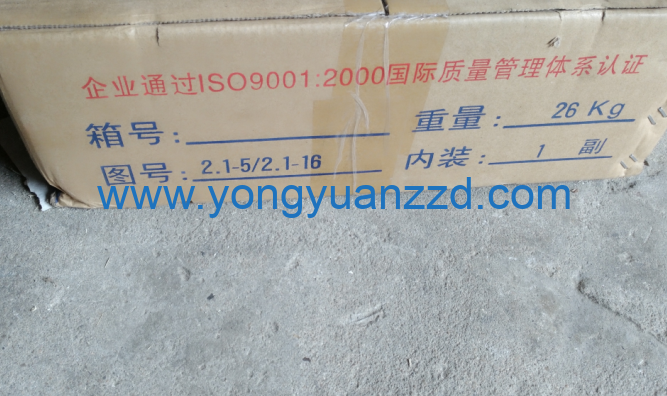 企业通过ISO9001:2000国际质量管理体系认证
箱号: 重量: 26 Kg
图号: 2.1-5/2.1-16 内装: 1 副
www.yongyuanzzd.com